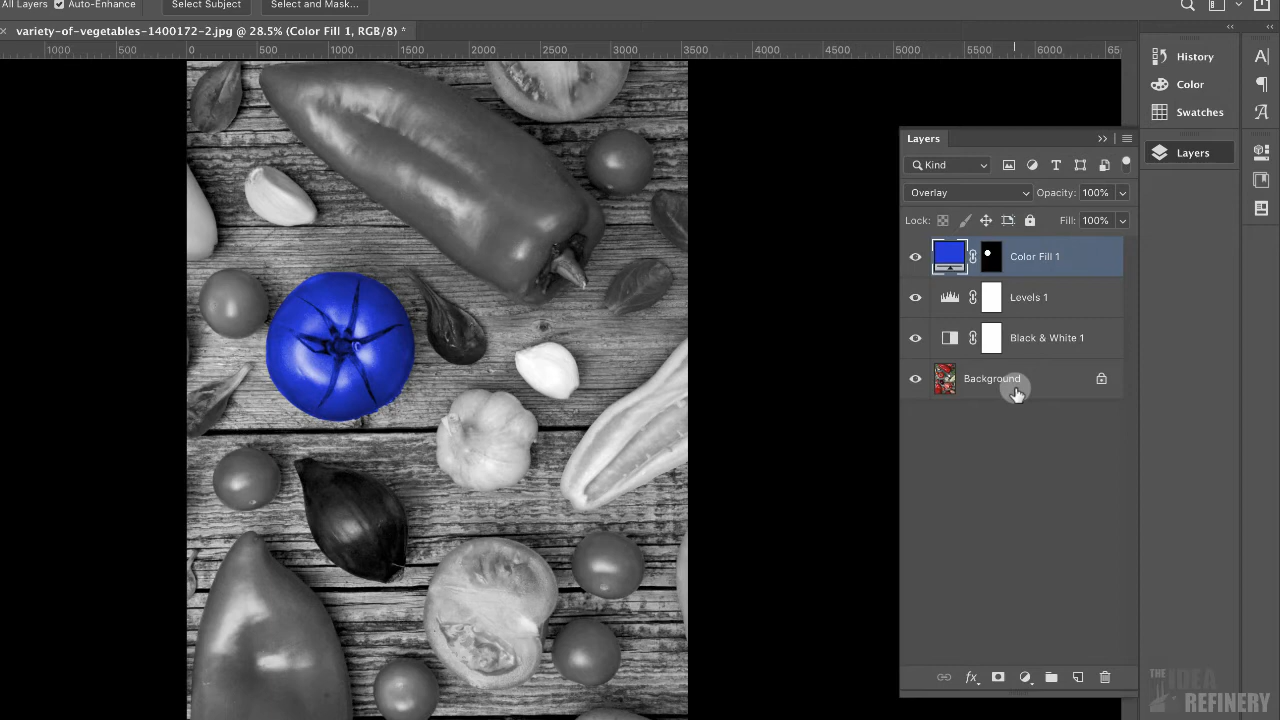 All Layers Auto-Enhance Select Subject Select and Mask...
variety-of-vegetables-1400172-2.jpg @ 28.5% (Color Fill 1, RGB/8) *
1000 500 0 500 1000 1500 2000 2500 3000 3500 4000 4500 5000 5500 6000 65
History
Color
Swatches
Layers
Layers
Kind
Overlay Opacity: 100%
Lock: Fill: 100%
Color Fill 1
Levels 1
Black & White 1
Background
fx
THE IDEA REFINERY